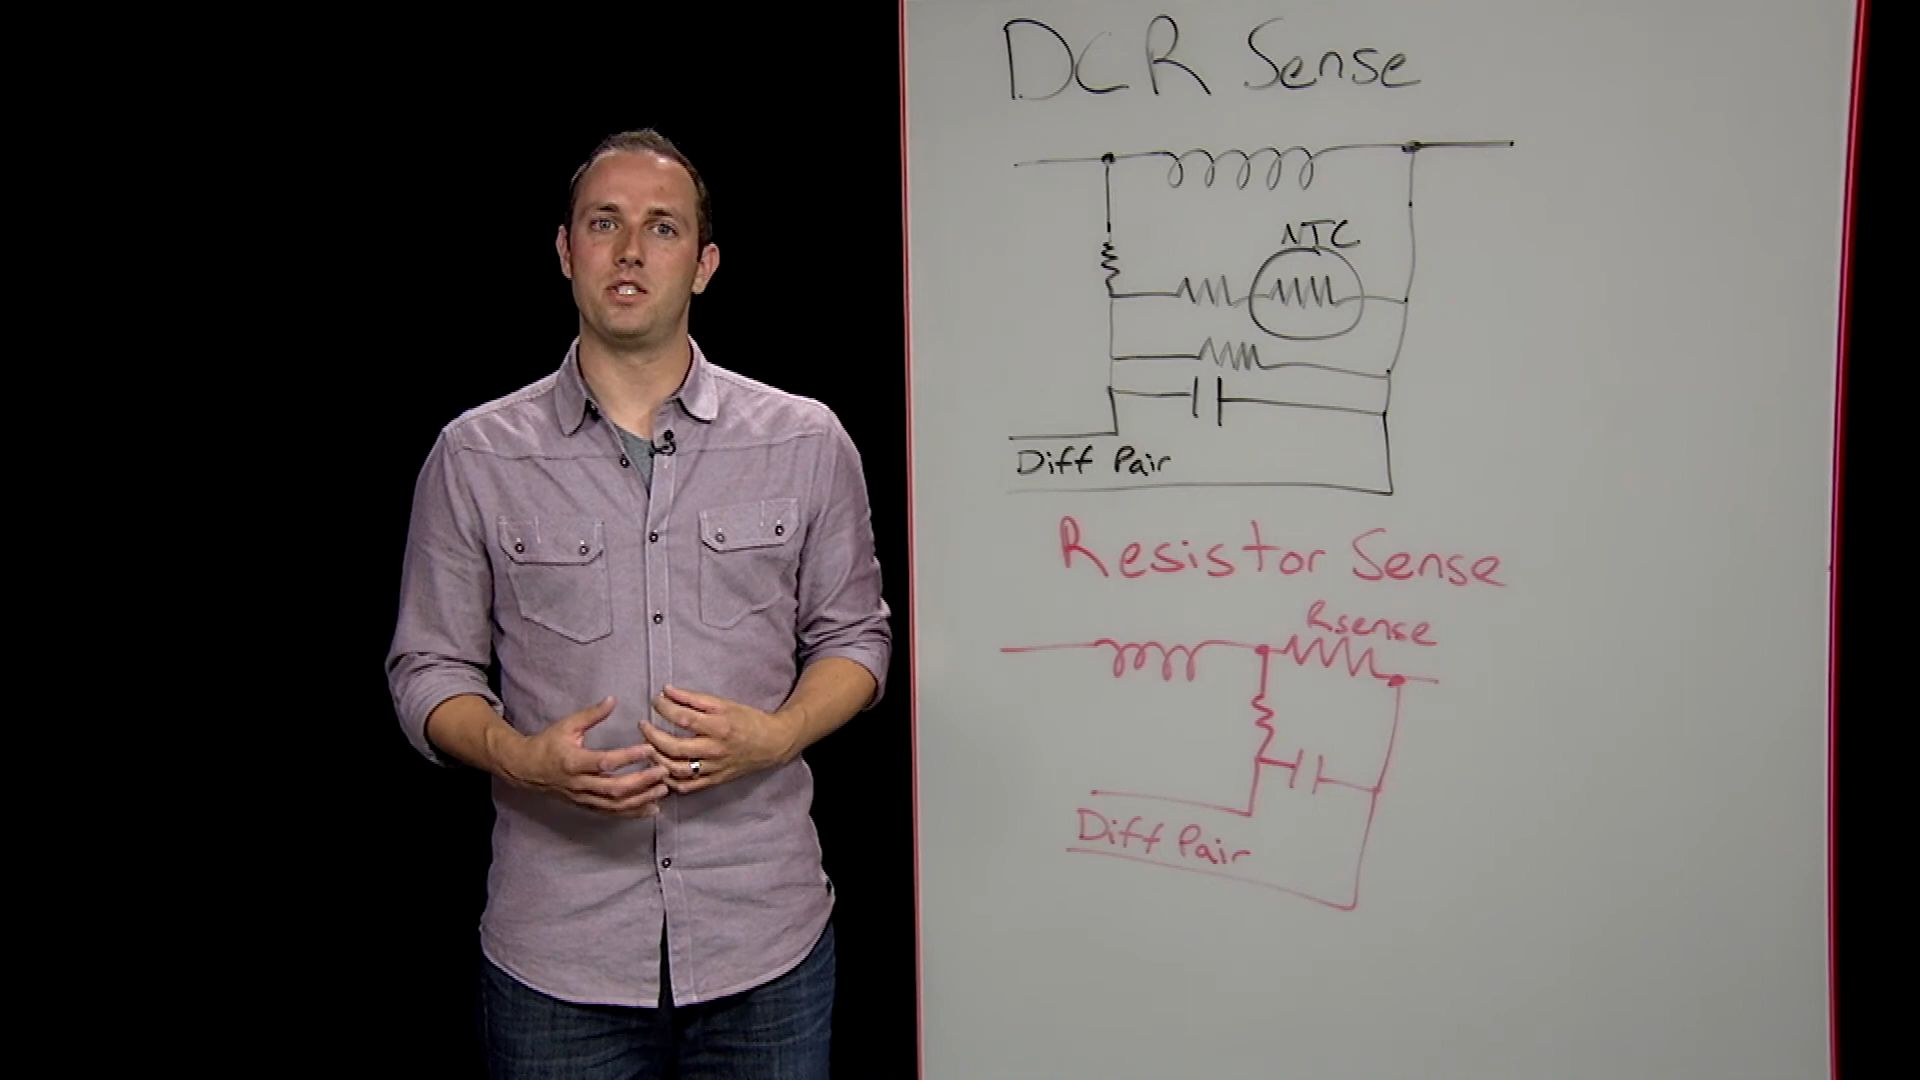 DCR Sense
NTC
Diff Pair
Resistor Sense
Rsense
Diff Pair